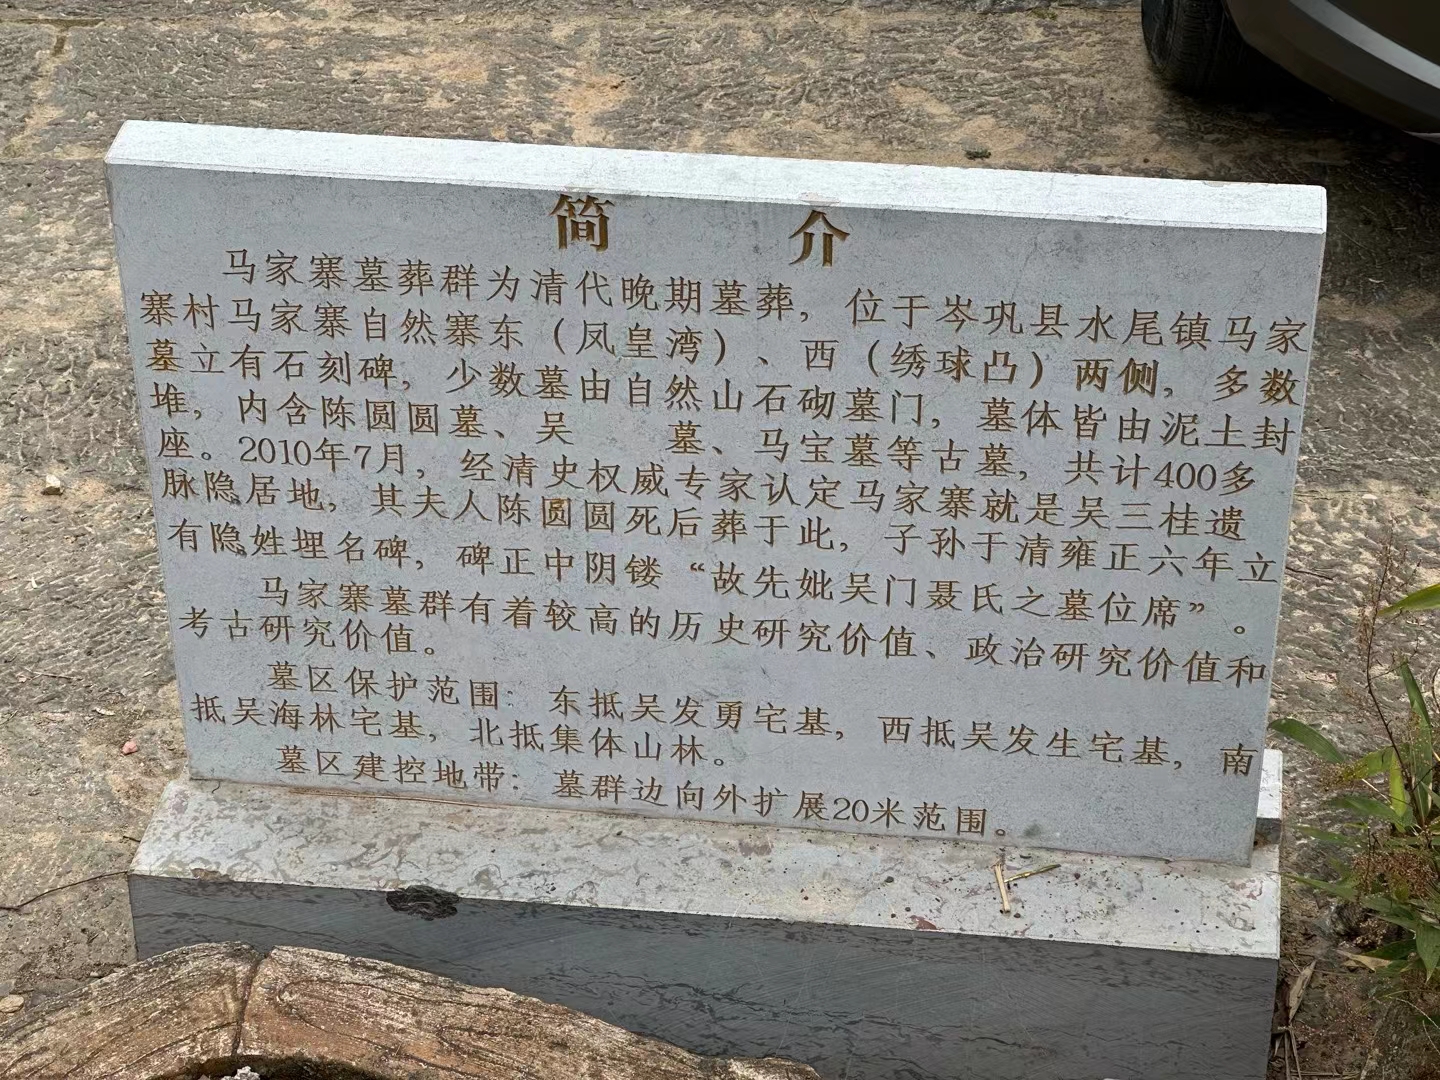 简 介
马家寨墓葬群为清代晚期墓葬，位于岑巩县水尾镇马家
寨村马家寨自然寨东（凤皇湾）、西（绣球凸）两侧，多数
墓立有石刻碑，少数墓由自然山石砌墓门，墓体皆由泥土封
堆，内含陈圆圆墓、吴 墓、马宝墓等古墓，共计400多
座。2010年7月，经清史权威专家认定马家寨就是吴三桂遗
脉隐居地，其夫人陈圆圆死后葬于此，子孙于清雍正六年立
有隐姓埋名碑，碑正中阴镂“故先妣吴门聂氏之墓位席”。
马家寨墓群有着较高的历史研究价值、政治研究价值和
考古研究价值。
墓区保护范围：东抵吴发勇宅基，西抵吴发生宅基，南
抵吴海林宅基，北抵集体山林。
墓区建控地带：墓群边向外扩展20米范围。